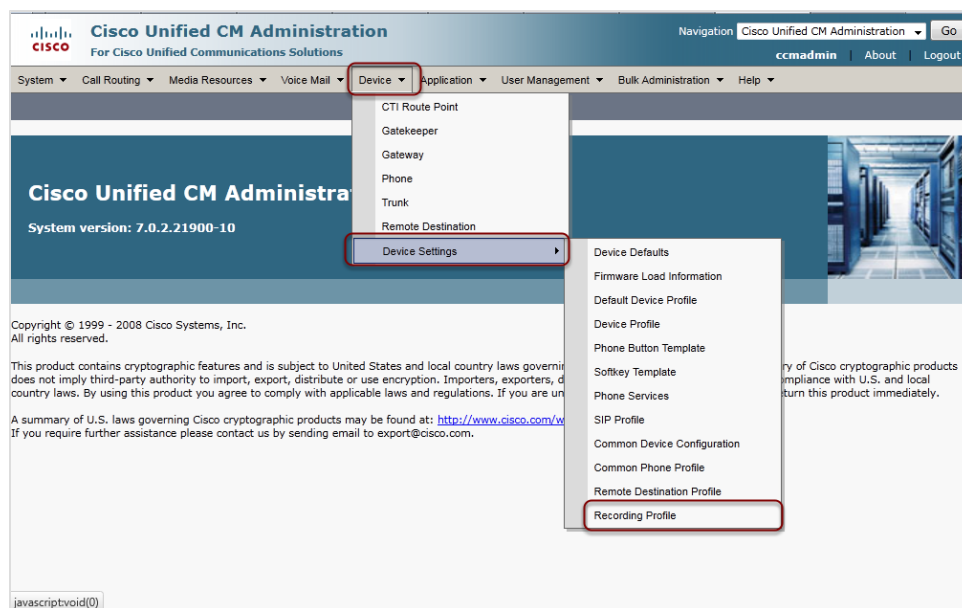 CISCO
Cisco Unified CM Administration
For Cisco Unified Communications Solutions
Navigation Cisco Unified CM Administration Go
ccmadmin | About | Logout
System Call Routing Media Resources Voice Mail Device Application User Management Bulk Administration Help
CTI Route Point
Gatekeeper
Gateway
Phone
Trunk
Remote Destination
Device Settings
Device Defaults
Firmware Load Information
Default Device Profile
Device Profile
Phone Button Template
Softkey Template
Phone Services
SIP Profile
Common Device Configuration
Common Phone Profile
Remote Destination Profile
Recording Profile
Cisco Unified CM Administra
System version: 7.0.2.21900-10
Copyright © 1999 - 2008 Cisco Systems, Inc.
All rights reserved.
This product contains cryptographic features and is subject to United States and local country laws governin ry of Cisco cryptographic products
does not imply third-party authority to import, export, distribute or use encryption. Importers, exporters, d ompliance with U.S. and local
country laws. By using this product you agree to comply with applicable laws and regulations. If you are un eturn this product immediately.
A summary of U.S. laws governing Cisco cryptographic products may be found at: http://www.cisco.com/w
If you require further assistance please contact us by sending email to export@cisco.com.
javascript:void(0)